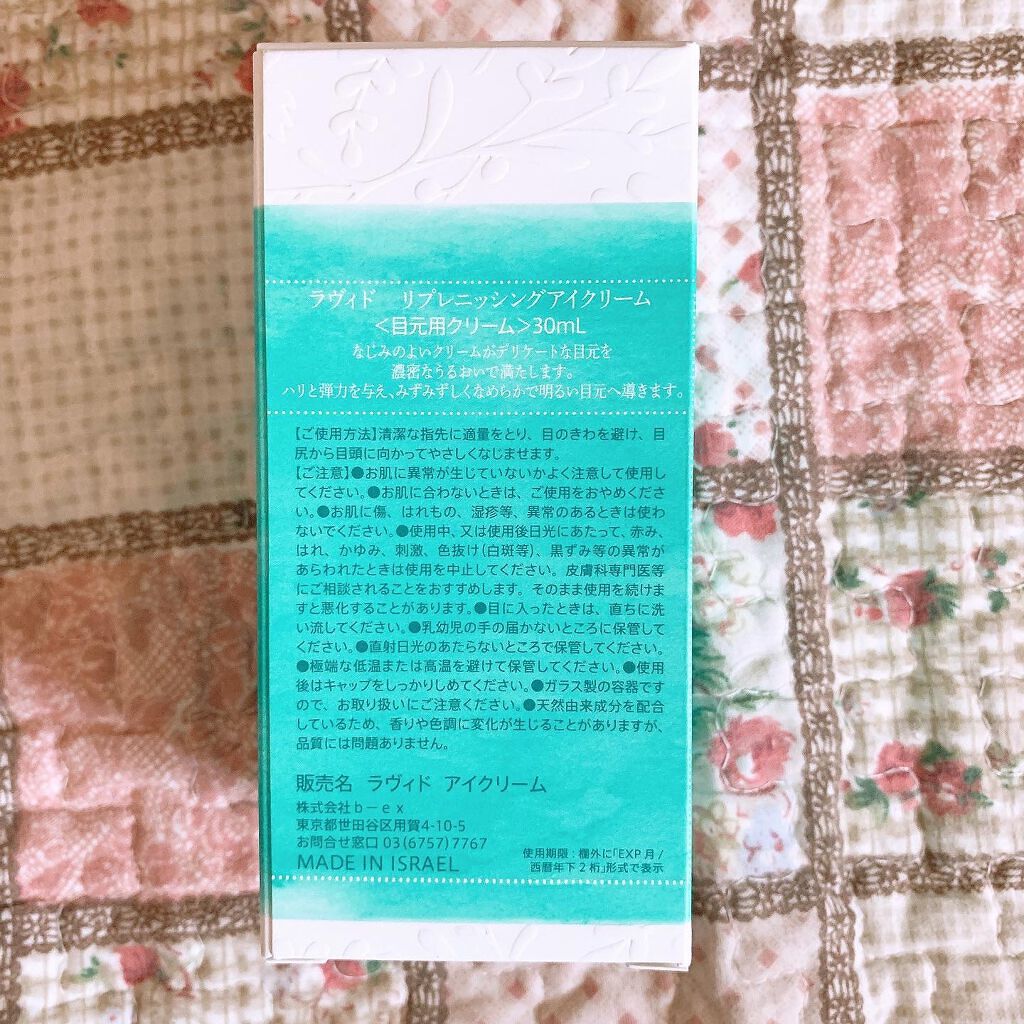 ラヴィド　リプレニッシングアイクリーム
＜目元用クリーム＞30mL
なじみのよいクリームがデリケートな目元を
濃密なうるおいで満たします。
ハリと弾力を与え、みずみずしくなめらかで明るい目元へ導きます。
【ご使用方法】清潔な指先に適量をとり、目のきわを避け、目
尻から目頭に向かってやさしくなじませます。
【ご注意】●お肌に異常が生じていないかよく注意して使用し
てください。●お肌に合わないときは、ご使用をおやめくださ
い。●お肌に傷、はれもの、湿疹等、異常のあるときは使わ
ないでください。●使用中、又は使用後日光にあたって、赤み、
はれ、かゆみ、刺激、色抜け（白斑等）、黒ずみ等の異常が
あらわれたときは使用を中止してください。皮膚科専門医等
にご相談されることをおすすめします。そのまま使用を続けま
すと悪化することがあります。●目に入ったときは、直ちに洗
い流してください。●乳幼児の手の届かないところに保管して
ください。●直射日光のあたらないところで保管してください。
●極端な低温または高温を避けて保管してください。●使用
後はキャップをしっかりしめてください。●ガラス製の容器です
ので、お取り扱いにご注意ください。●天然由来成分を配合
しているため、香りや色調に変化が生じることがありますが、
品質には問題ありません。
販売名　ラヴィド　アイクリーム
株式会社ｂ－ｅｘ
東京都世田谷区用賀4-10-5
お問合せ窓口 03(6757)7767
MADE IN ISRAEL
使用期限：欄外に「EXP 月/
西暦年下２桁」形式で表示